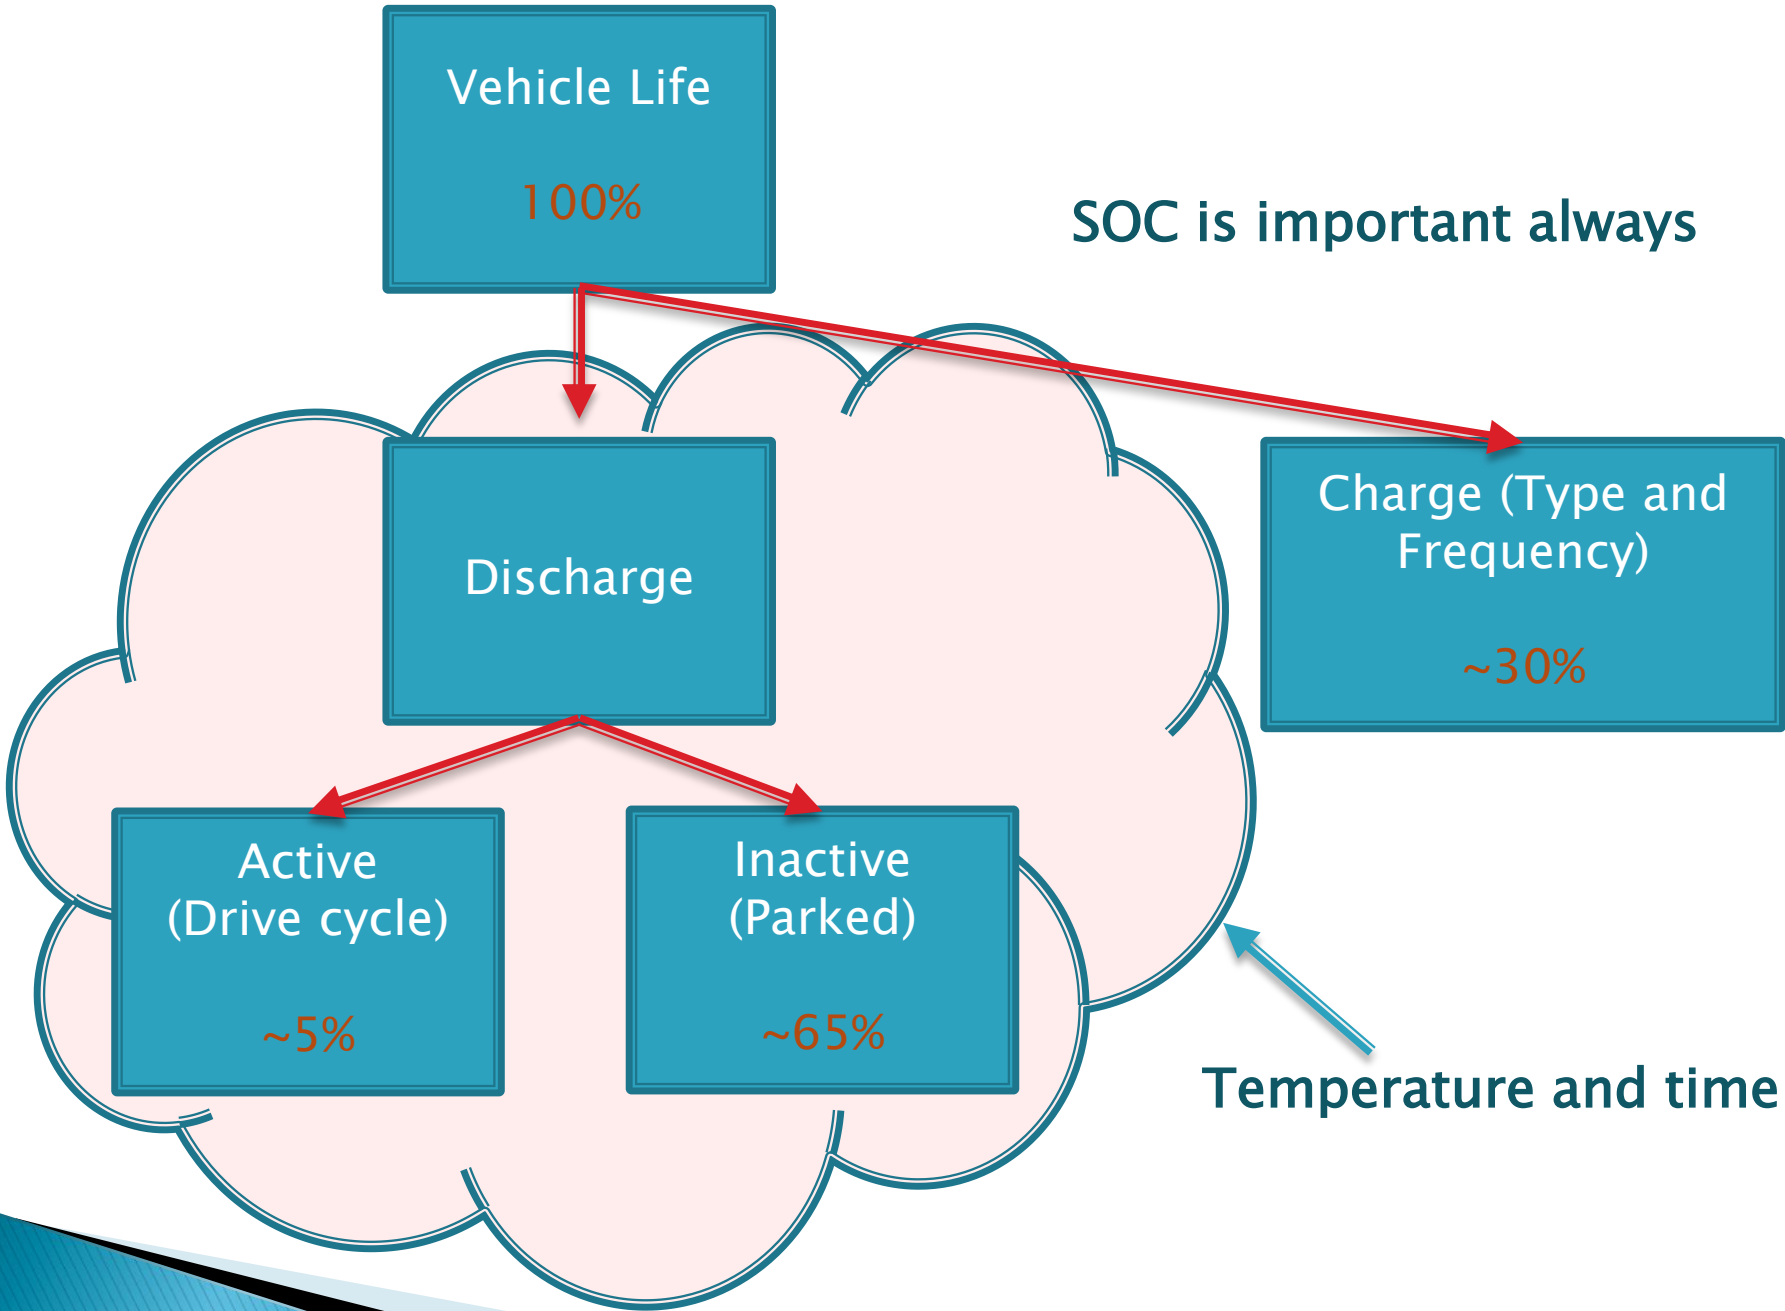 Vehicle Life
100%
SOC is important always
Discharge
Charge (Type and
Frequency)
~30%
Active
(Drive cycle)
~5%
Inactive
(Parked)
~65%
Temperature and time